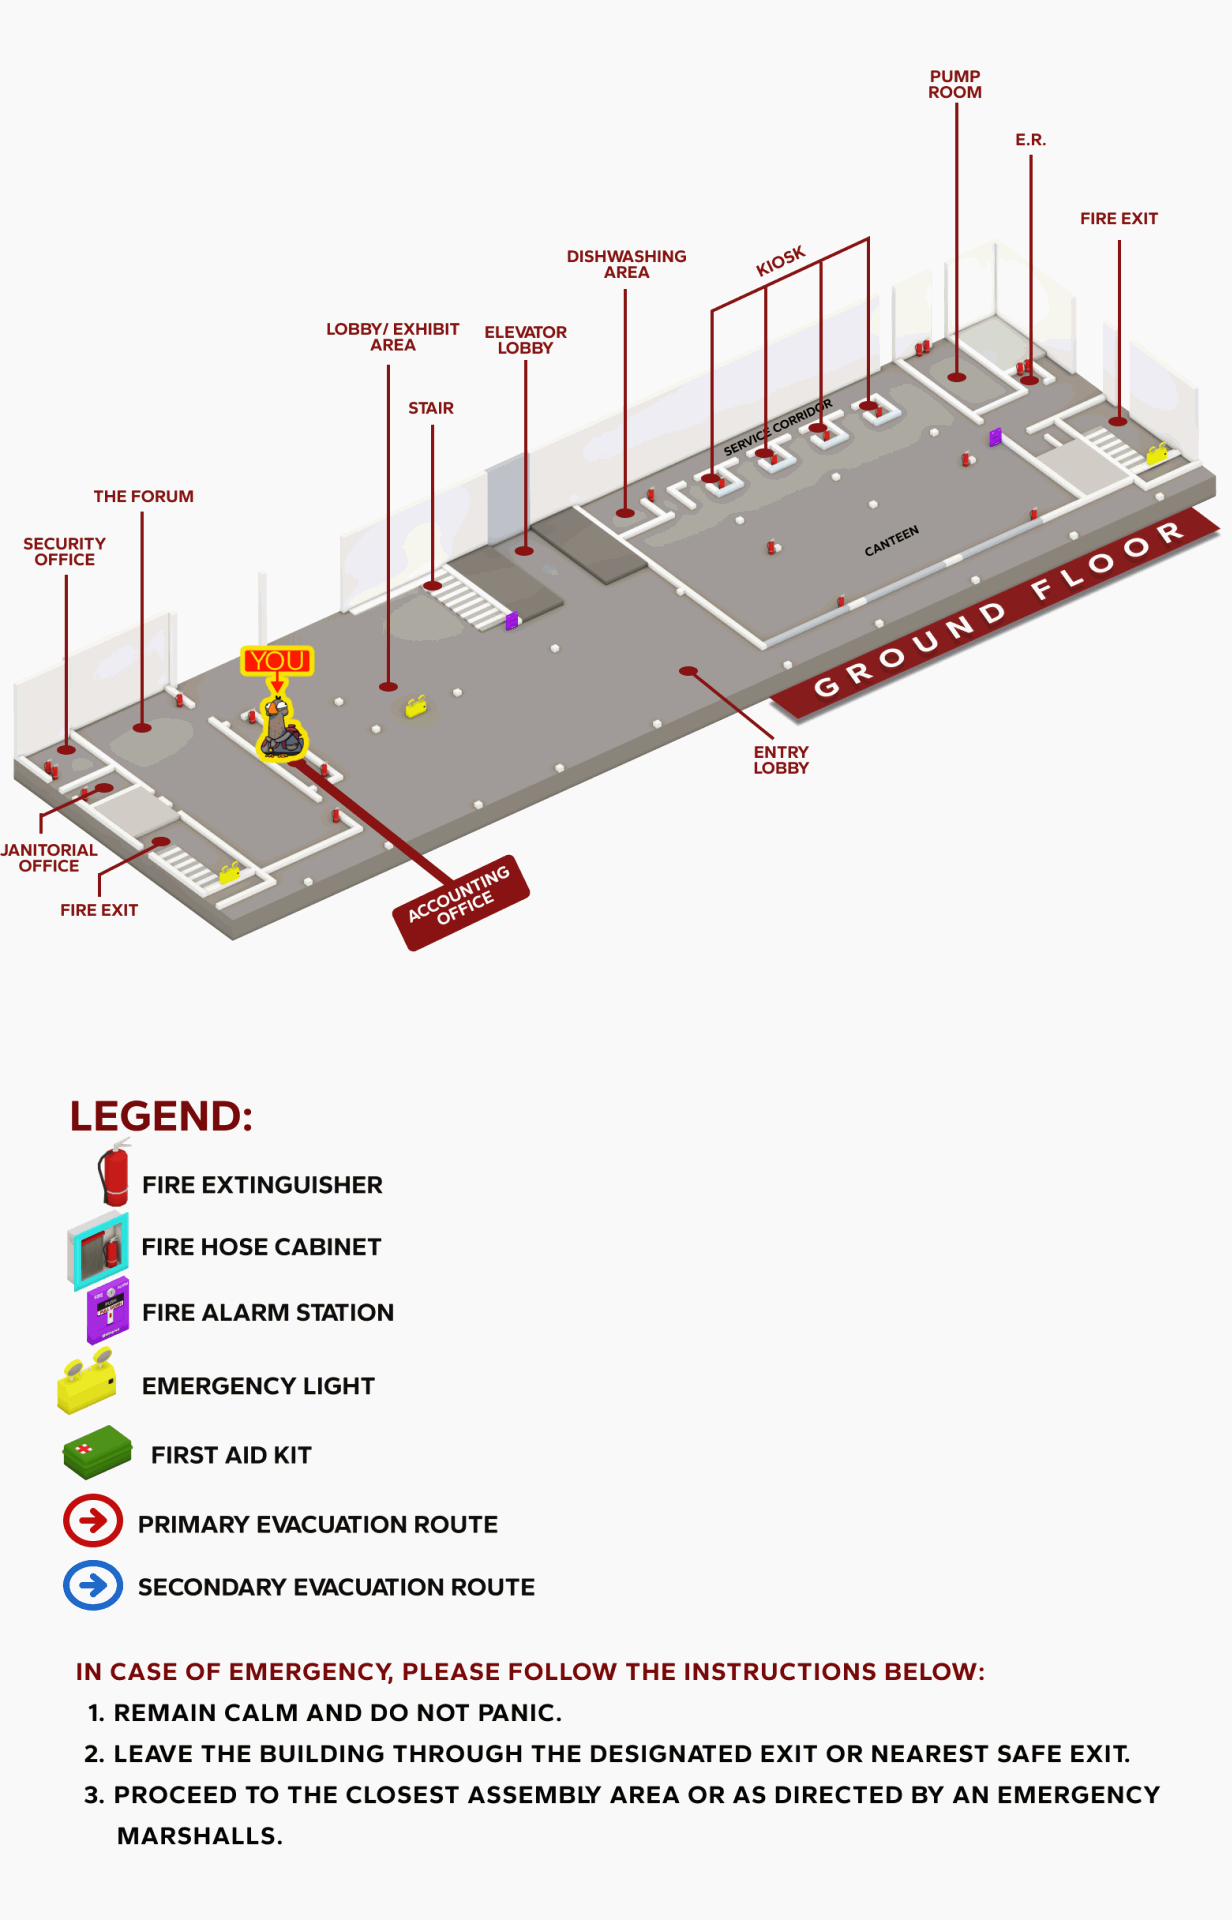 PUMP
ROOM
E.R.
FIRE EXIT
KIOSK
DISHWASHING
AREA
LOBBY/ EXHIBIT
AREA
ELEVATOR
LOBBY
STAIR
SERVICE CORRIDOR
THE FORUM
SECURITY
OFFICE
CANTEEN
GROUND FLOOR
YOU
ENTRY
LOBBY
JANITORIAL
OFFICE
FIRE EXIT
ACCOUNTING
OFFICE
LEGEND:
FIRE EXTINGUISHER
FIRE HOSE CABINET
FIRE ALARM STATION
EMERGENCY LIGHT
FIRST AID KIT
PRIMARY EVACUATION ROUTE
SECONDARY EVACUATION ROUTE
IN CASE OF EMERGENCY, PLEASE FOLLOW THE INSTRUCTIONS BELOW:
1. REMAIN CALM AND DO NOT PANIC.
2. LEAVE THE BUILDING THROUGH THE DESIGNATED EXIT OR NEAREST SAFE EXIT.
3. PROCEED TO THE CLOSEST ASSEMBLY AREA OR AS DIRECTED BY AN EMERGENCY
MARSHALLS.